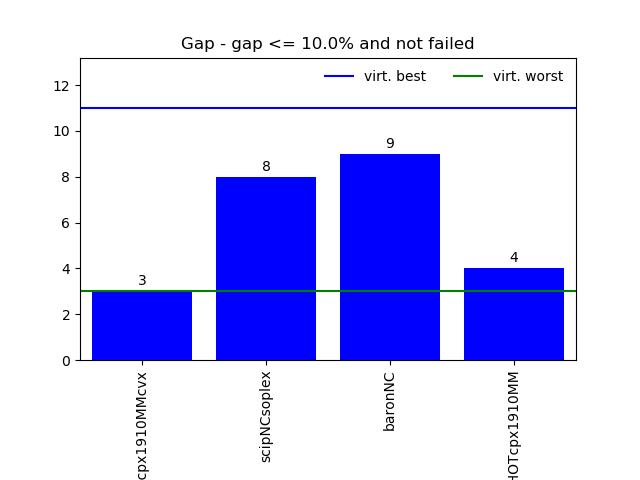 Gap - gap <= 10.0% and not failed
virt. best
virt. worst
12
10
8
6
4
2
0
3
8
9
4
cpx1910MMcvx
scipNCsoplex
baronNC